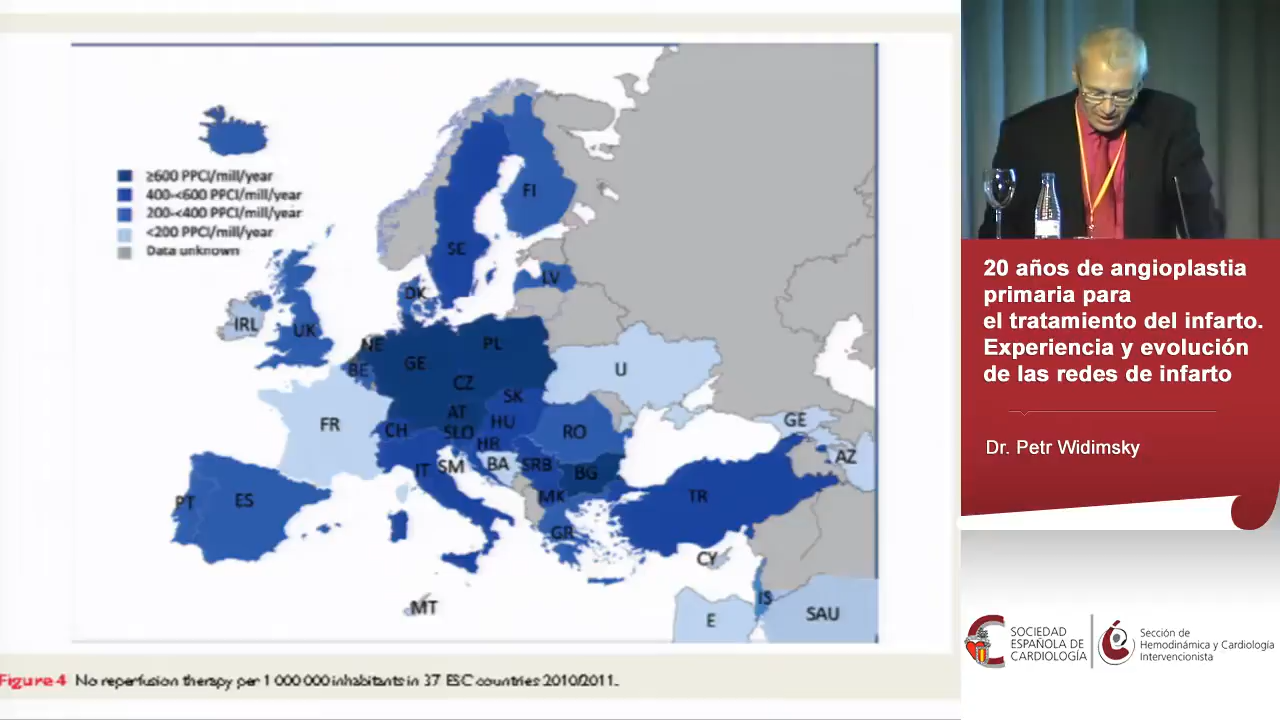 ≥600 PPCI/mill/year
400-<600 PPCI/mill/year
200-<400 PPCI/mill/year
<200 PPCI/mill/year
Data unknown
FI
SE
LV
DK
IRL
UK
NE
BE
GE
PL
CZ
U
SK
FR
CH
AT
HU
SLO
HR
RO
GE
IT
SM
BA
SRB
BG
AZ
PT
ES
MK
TR
GR
CY
MT
IS
E
SAU
Figure 4 No reperfusion therapy per 1 000 000 inhabitants in 37 ESC countries 2010/2011.
20 años de angioplastia
primaria para
el tratamiento del infarto.
Experiencia y evolución
de las redes de infarto
Dr. Petr Widimsky
SOCIEDAD
ESPAÑOLA DE
CARDIOLOGÍA
Sección de
Hemodinámica y Cardiología
Intervencionista